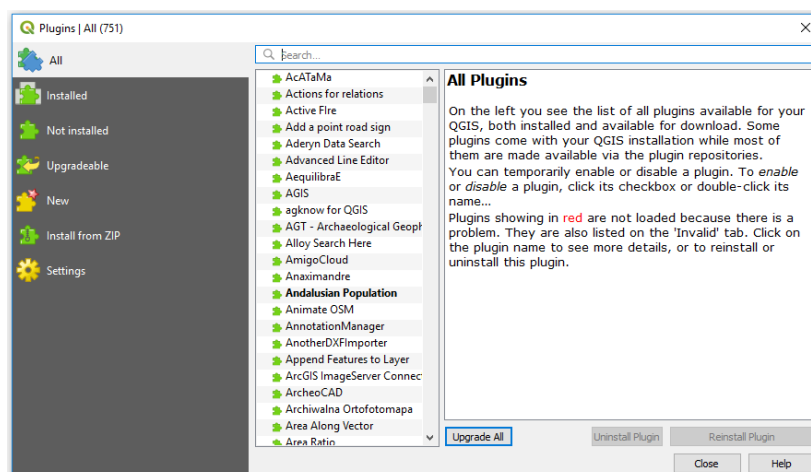 Plugins | All (751)
All
Installed
Not installed
Upgradeable
New
Install from ZIP
Settings
Search...
AcATaMa
Actions for relations
Active FIre
Add a point road sign
Aderyn Data Search
Advanced Line Editor
AequilibraE
AGIS
agknow for QGIS
AGT - Archaeological Geoph
Alloy Search Here
AmigoCloud
Anaximandre
Andalusian Population
Animate OSM
AnnotationManager
AnotherDXFImporter
Append Features to Layer
ArcGIS ImageServer Connec
ArcheoCAD
Archiwalna Ortofotomapa
Area Along Vector
Area Ratio
All Plugins
On the left you see the list of all plugins available for your
QGIS, both installed and available for download. Some
plugins come with your QGIS installation while most of
them are made available via the plugin repositories.
You can temporarily enable or disable a plugin. To enable
or disable a plugin, click its checkbox or double-click its
name...
Plugins showing in red are not loaded because there is a
problem. They are also listed on the 'Invalid' tab. Click on
the plugin name to see more details, or to reinstall or
uninstall this plugin.
Upgrade All
Uninstall Plugin
Reinstall Plugin
Close
Help